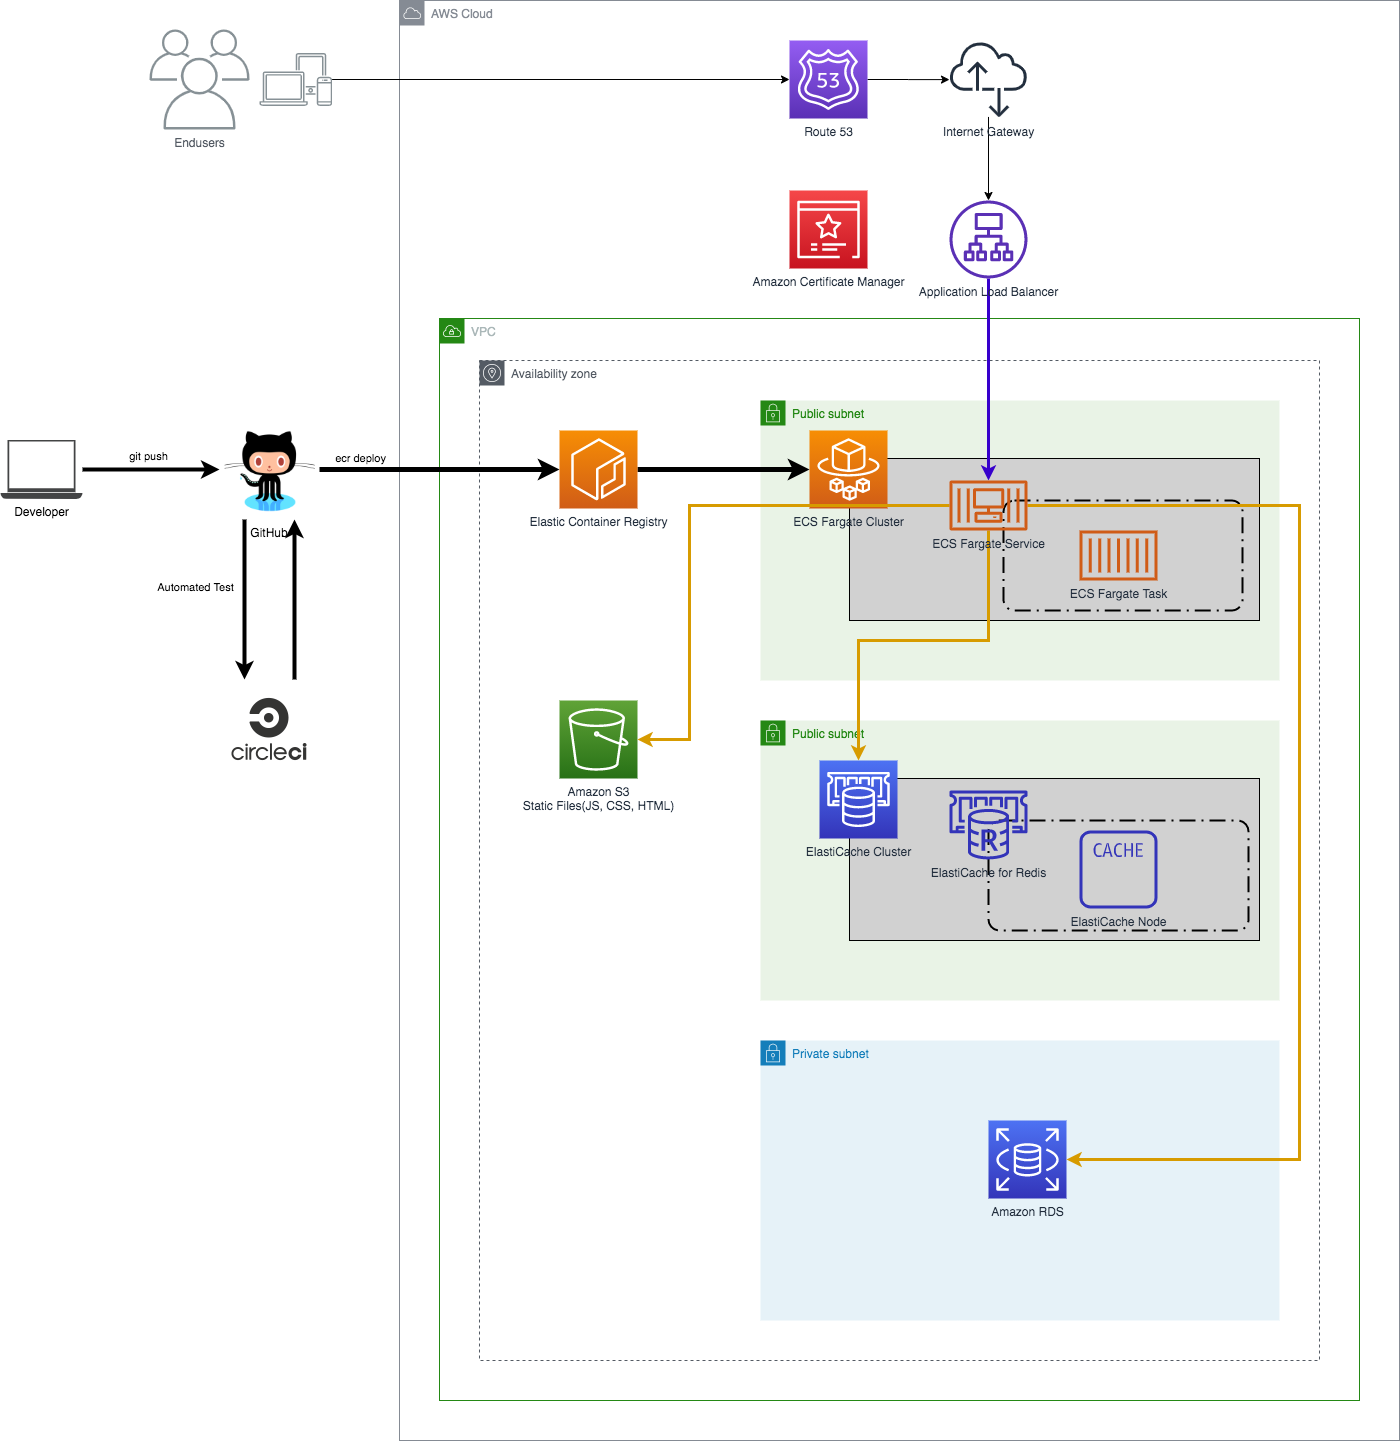 AWS Cloud
53
Endusers
Route 53
Internet Gateway
Amazon Certificate Manager
Application Load Balancer
VPC
Availability zone
Public subnet
git push
ecr deploy
Developer
Elastic Container Registry
ECS Fargate Cluster
GitHub
ECS Fargate Service
Automated Test
ECS Fargate Task
circleci
Public subnet
Amazon S3
Static Files(JS, CSS, HTML)
R
CACHE
ElastiCache Cluster
ElastiCache for Redis
ElastiCache Node
Private subnet
Amazon RDS